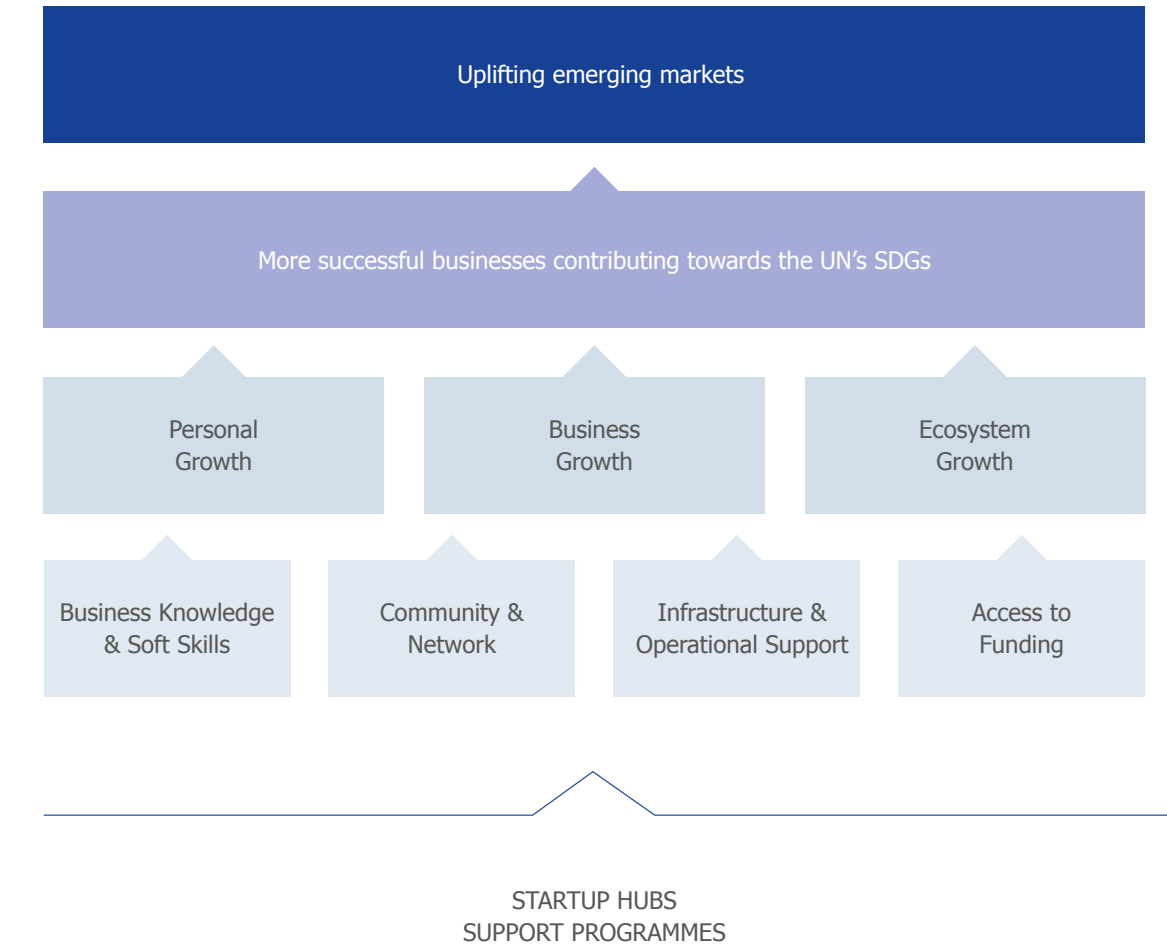 Uplifting emerging markets
More successful businesses contributing towards the UN’s SDGs
Personal
Growth
Business
Growth
Ecosystem
Growth
Business Knowledge
& Soft Skills
Community &
Network
Infrastructure &
Operational Support
Access to
Funding
STARTUP HUBS
SUPPORT PROGRAMMES